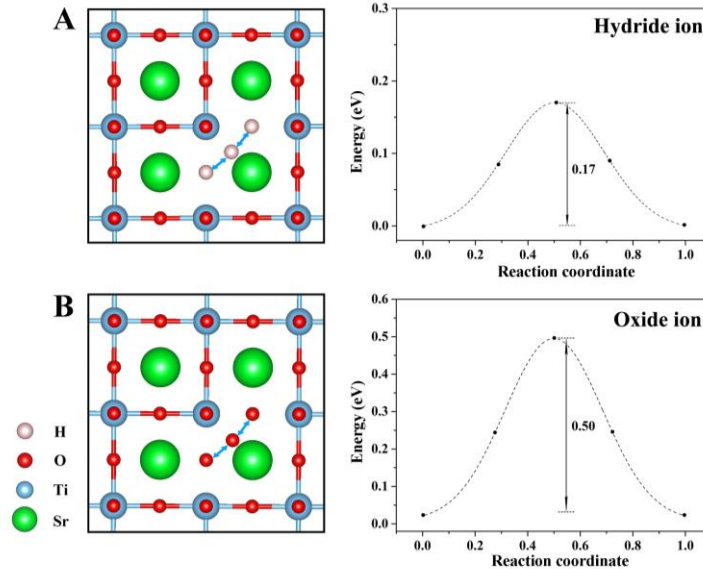 A
Hydride ion
0.3
0.2
0.1
0.0
Energy (eV)
0.17
0.0 0.2 0.4 0.6 0.8 1.0
Reaction coordinate
B
Oxide ion
0.6
0.5
0.4
0.3
0.2
0.1
0.0
Energy (eV)
0.50
0.0 0.2 0.4 0.6 0.8 1.0
Reaction coordinate
H
O
Ti
Sr